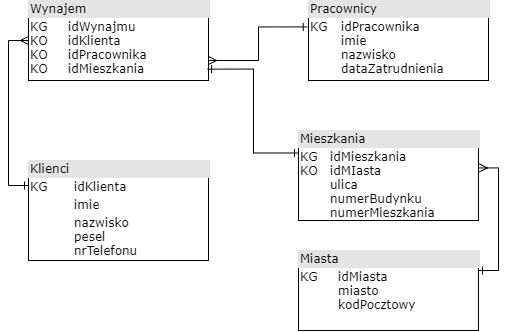 Wynajem
KG idWynajmu
KO idKlienta
KO idPracownika
KO idMieszkania
Pracownicy
KG idPracownika
imie
nazwisko
dataZatrudnienia
Mieszkania
KG idMieszkania
KO idMIasta
ulica
numerBudynku
numerMieszkania
Klienci
KG idKlienta
imie
nazwisko
pesel
nrTelefonu
Miasta
KG idMiasta
miasto
kodPocztowy